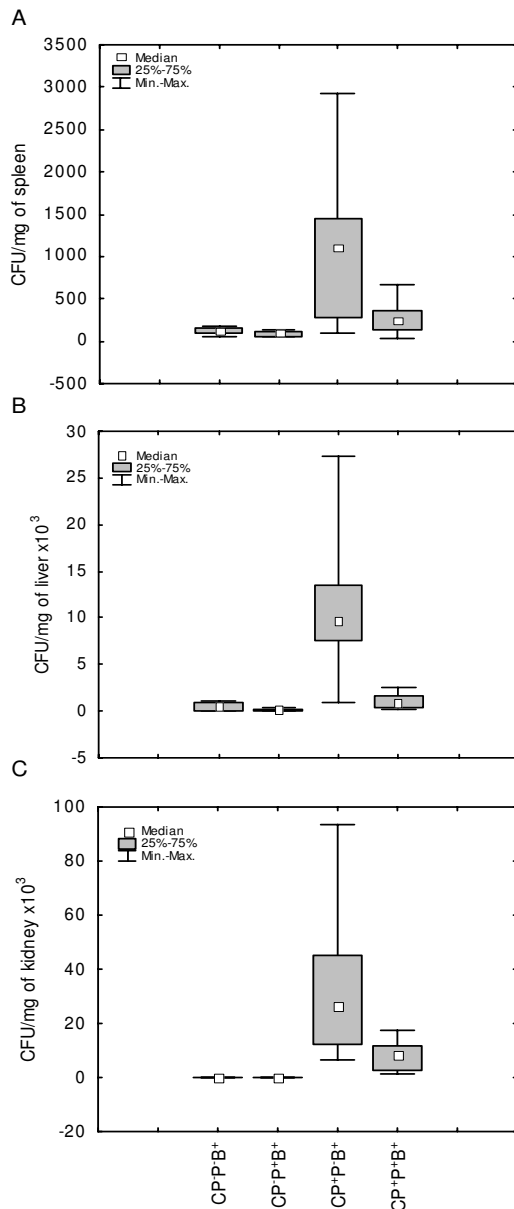 A
3500
3000
2500
2000
1500
1000
500
0
-500
CFU/mg of spleen
Median
25%-75%
Min.-Max.
B
30
25
20
15
10
5
0
-5
CFU/mg of liver x10³
Median
25%-75%
Min.-Max.
C
100
80
60
40
20
0
-20
CFU/mg of kidney x10³
Median
25%-75%
Min.-Max.
CP⁻P⁻B⁺
CP⁻P⁺B⁺
CP⁺P⁻B⁺
CP⁺P⁺B⁺